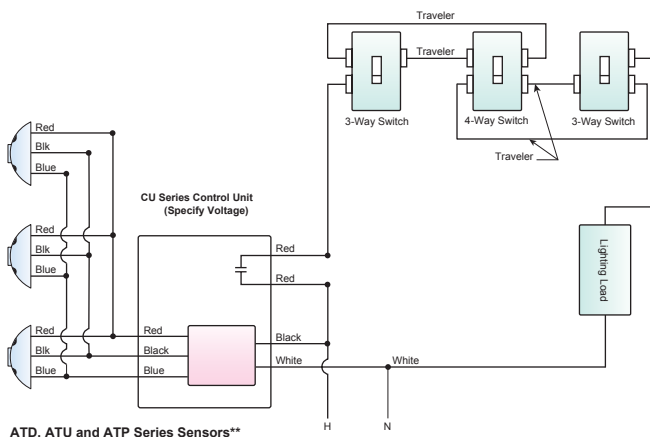 Traveler
Traveler
3-Way Switch
4-Way Switch
3-Way Switch
Traveler
Red
Blk
Blue
CU Series Control Unit
(Specify Voltage)
Red
Blk
Blue
Red
Red
Lighting Load
Red
Blk
Blue
Red
Black
Blue
Black
White
White
H
N
ATD, ATU and ATP Series Sensors**